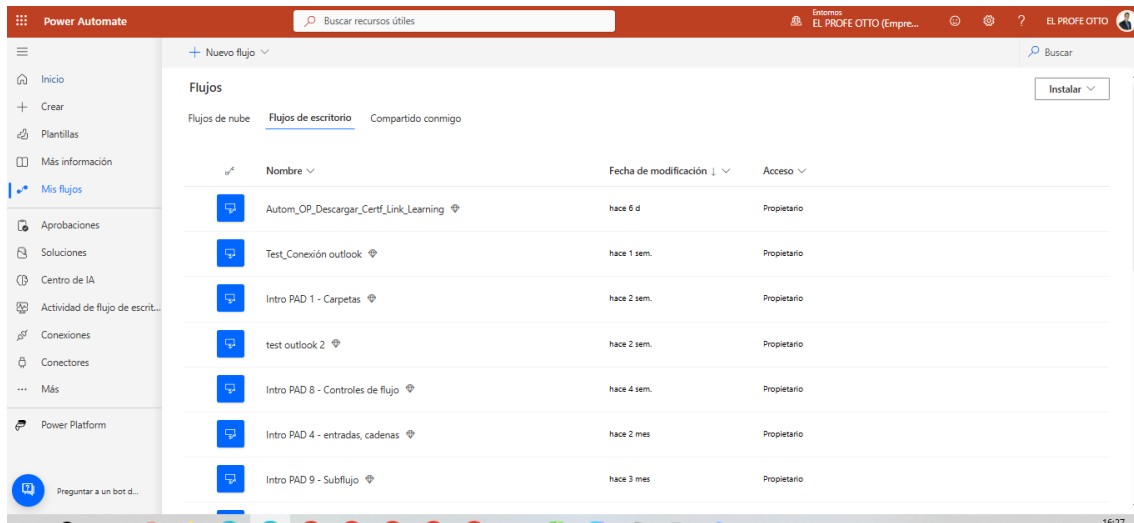 Power Automate
Buscar recursos útiles
Entornos
EL PROFE OTTO (Empre...
?
EL PROFE OTTO
+ Nuevo flujo
Buscar
Inicio
Crear
Plantillas
Más información
Mis flujos
Aprobaciones
Soluciones
Centro de IA
Actividad de flujo de escrit...
Conexiones
Conectores
Más
Power Platform
Preguntar a un bot d...
Flujos
Instalar
Flujos de nube Flujos de escritorio Compartido conmigo
Nombre Fecha de modificación ↓ Acceso
Autom_OP_Descargar_Certf_Link_Learning hace 6 d Propietario
Test_Conexión outlook hace 1 sem. Propietario
Intro PAD 1 - Carpetas hace 2 sem. Propietario
test outlook 2 hace 2 sem. Propietario
Intro PAD 8 - Controles de flujo hace 4 sem. Propietario
Intro PAD 4 - entradas, cadenas hace 2 mes Propietario
Intro PAD 9 - Subflujo hace 3 mes Propietario
16:27